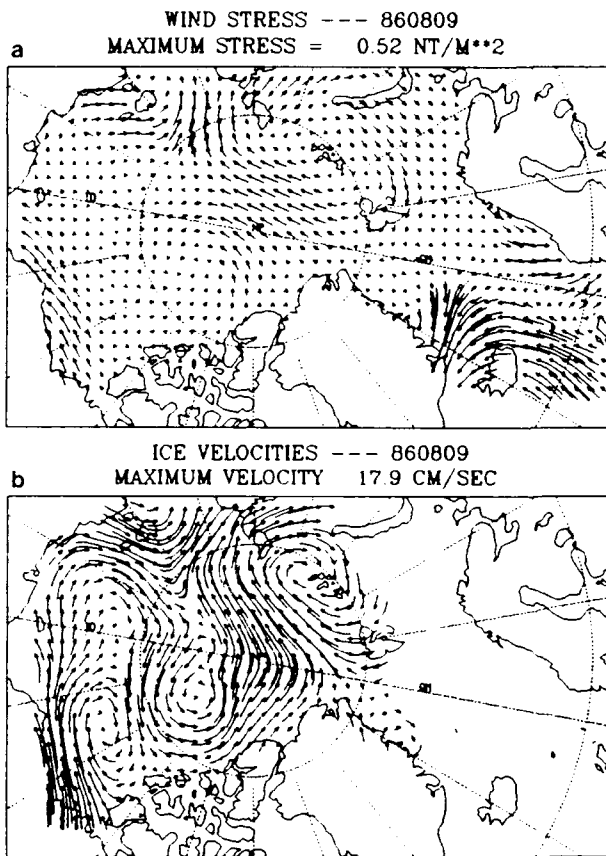 WIND STRESS --- 860809
a
MAXIMUM STRESS = 0.52 NT/M**2
ICE VELOCITIES --- 860809
b
MAXIMUM VELOCITY 17.9 CM/SEC